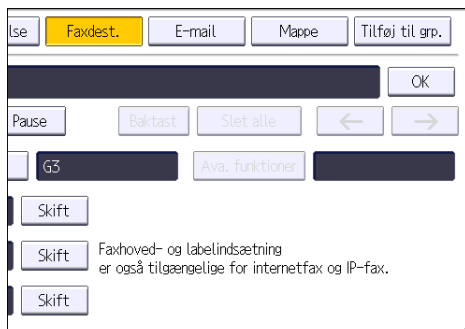 lse Faxdest. E-mail Mappe Tilføj til grp.
OK
Pause Baktast Slet alle ← →
G3 Ava. funktioner
Skift
Skift Faxhoved- og labelindsætning
er også tilgængelige for internetfax og IP-fax.
Skift